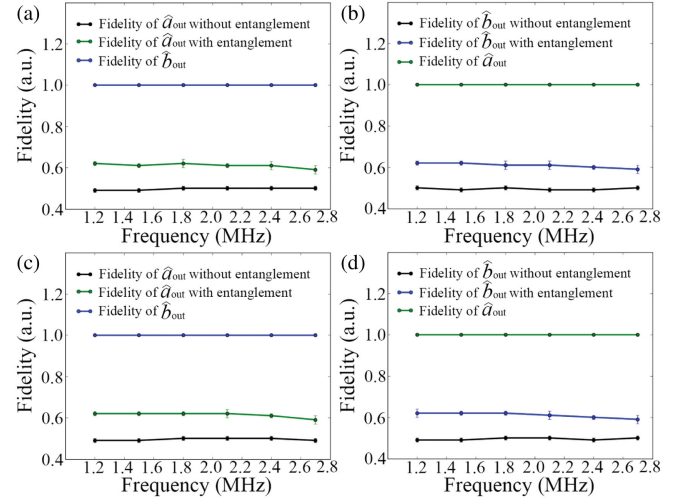 (a)
Fidelity of âout without entanglement
Fidelity of âout with entanglement
Fidelity of b̂out
Fidelity (a.u.)
1.2
1.0
0.8
0.6
0.4
1.2 1.4 1.6 1.8 2.0 2.2 2.4 2.6 2.8
Frequency (MHz)
(b)
Fidelity of b̂out without entanglement
Fidelity of b̂out with entanglement
Fidelity of âout
Fidelity (a.u.)
1.2
1.0
0.8
0.6
0.4
1.2 1.4 1.6 1.8 2.0 2.2 2.4 2.6 2.8
Frequency (MHz)
(c)
Fidelity of âout without entanglement
Fidelity of âout with entanglement
Fidelity of b̂out
Fidelity (a.u.)
1.2
1.0
0.8
0.6
0.4
1.2 1.4 1.6 1.8 2.0 2.2 2.4 2.6 2.8
Frequency (MHz)
(d)
Fidelity of b̂out without entanglement
Fidelity of b̂out with entanglement
Fidelity of âout
Fidelity (a.u.)
1.2
1.0
0.8
0.6
0.4
1.2 1.4 1.6 1.8 2.0 2.2 2.4 2.6 2.8
Frequency (MHz)